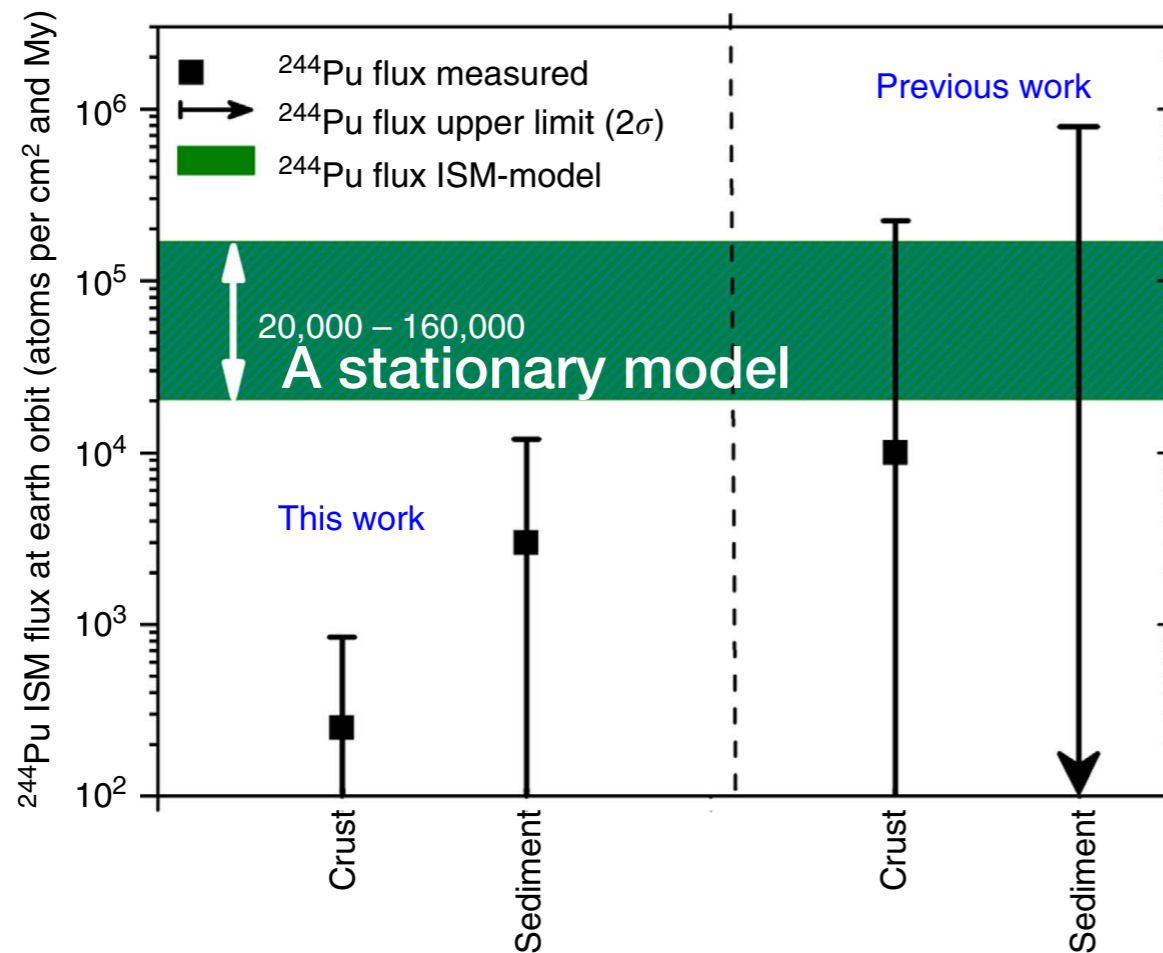 ²⁴⁴Pu ISM flux at earth orbit (atoms per cm² and My)
10⁶
10⁵
10⁴
10³
10²
²⁴⁴Pu flux measured
²⁴⁴Pu flux upper limit (2σ)
²⁴⁴Pu flux ISM-model
Previous work
20,000 – 160,000
A stationary model
This work
Crust
Sediment
Crust
Sediment